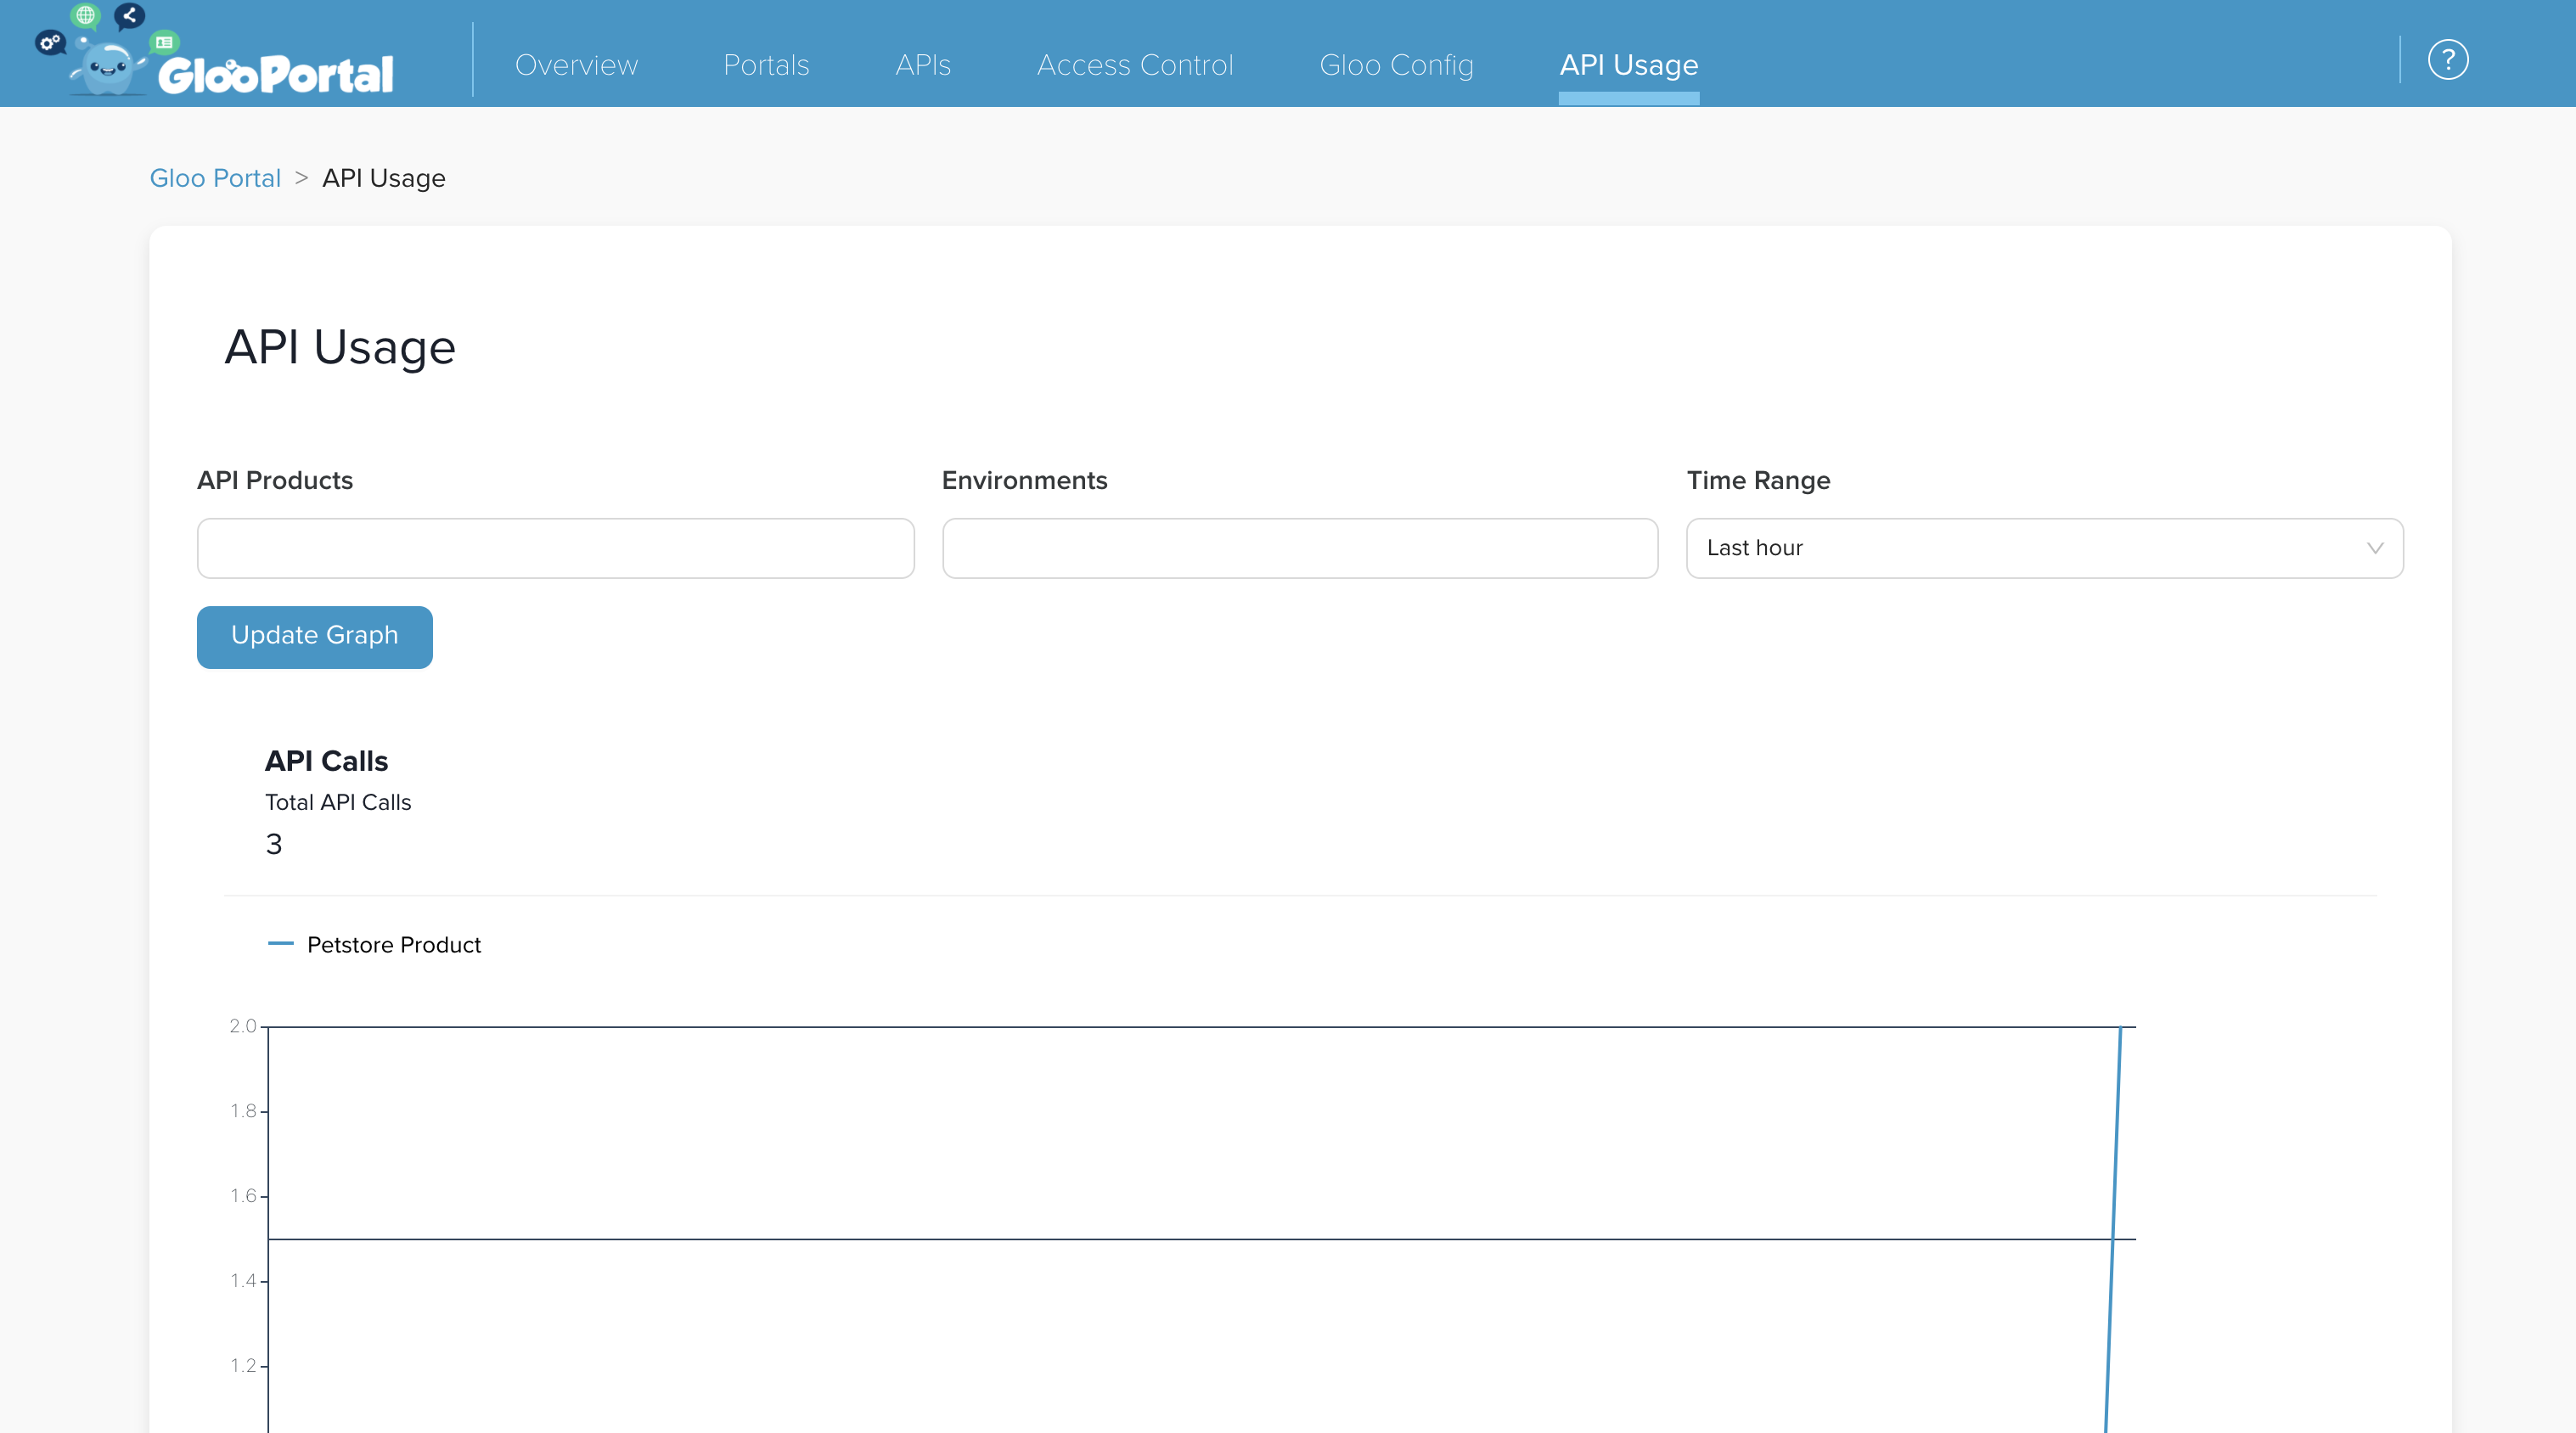 GlooPortal
Overview Portals APIs Access Control Gloo Config API Usage ?
Gloo Portal > API Usage
API Usage
API Products Environments Time Range
Last hour
Update Graph
API Calls
Total API Calls
3
Petstore Product
2.0
1.8
1.6
1.4
1.2